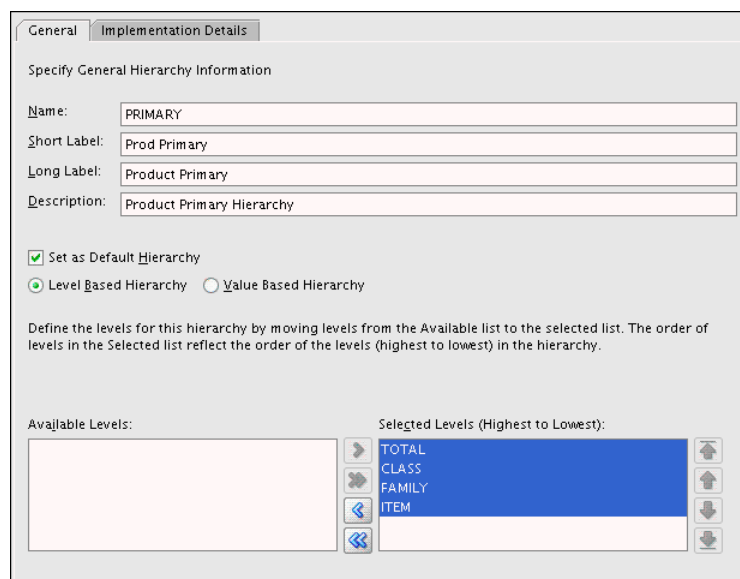 General Implementation Details
Specify General Hierarchy Information
Name: PRIMARY
Short Label: Prod Primary
Long Label: Product Primary
Description: Product Primary Hierarchy
Set as Default Hierarchy
Level Based Hierarchy Value Based Hierarchy
Define the levels for this hierarchy by moving levels from the Available list to the selected list. The order of
levels in the Selected list reflect the order of the levels (highest to lowest) in the hierarchy.
Available Levels: Selected Levels (Highest to Lowest):
TOTAL
CLASS
FAMILY
ITEM